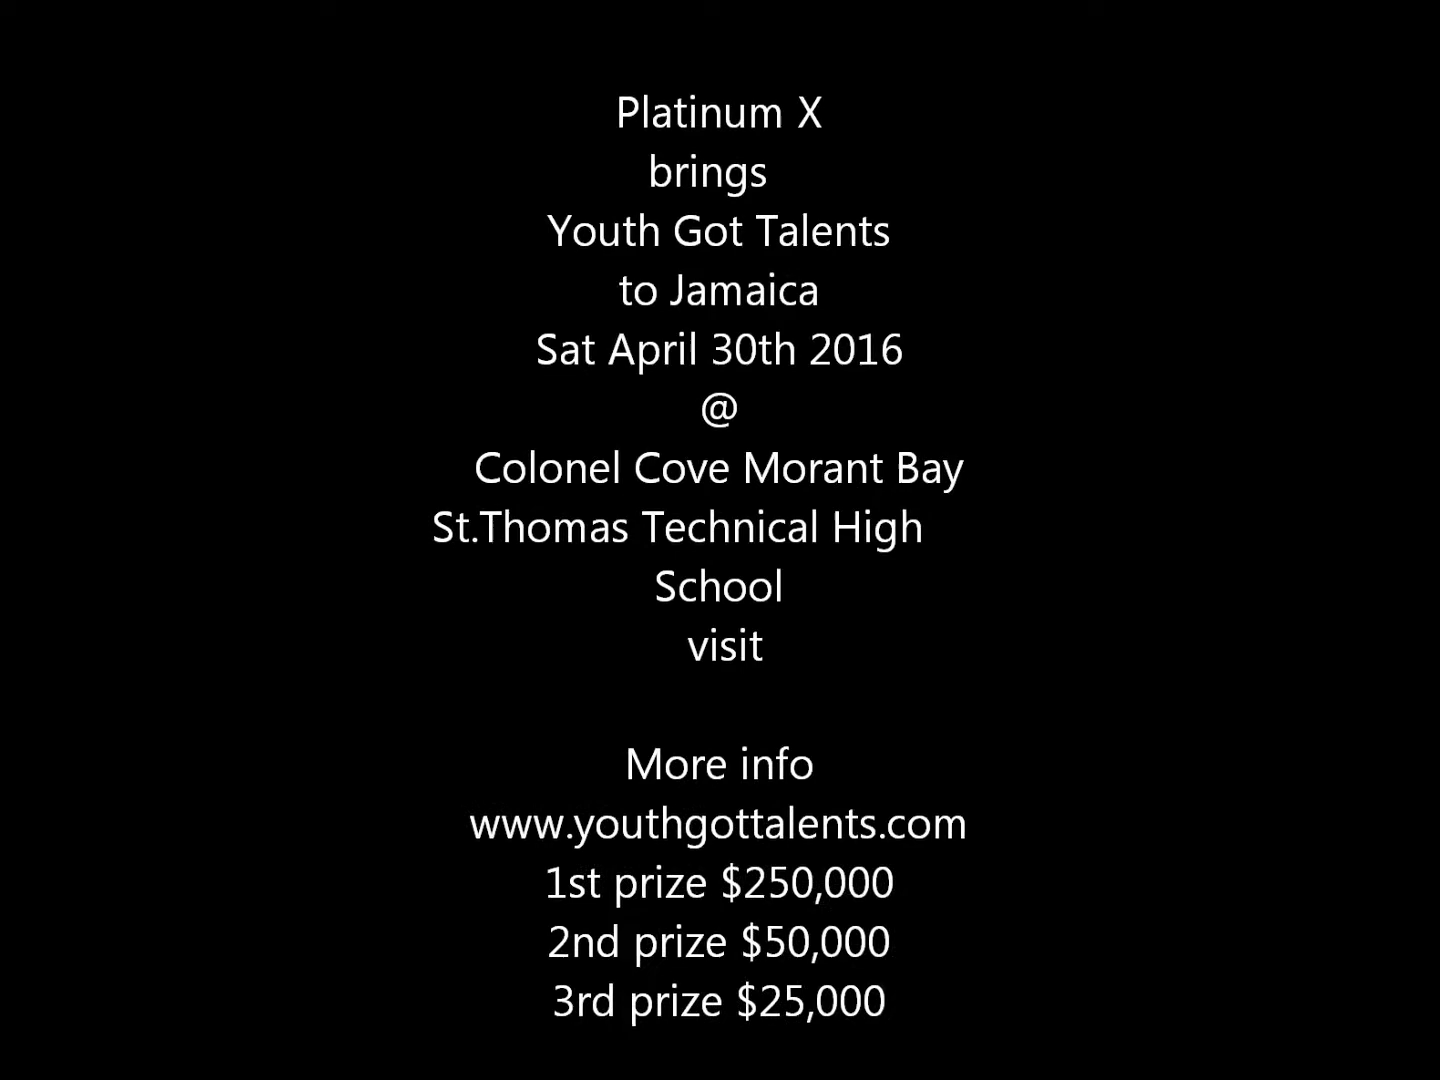 Platinum X
brings
Youth Got Talents
to Jamaica
Sat April 30th 2016
@
Colonel Cove Morant Bay
St.Thomas Technical High
School
visit
More info
www.youthgottalents.com
1st prize $250,000
2nd prize $50,000
3rd prize $25,000